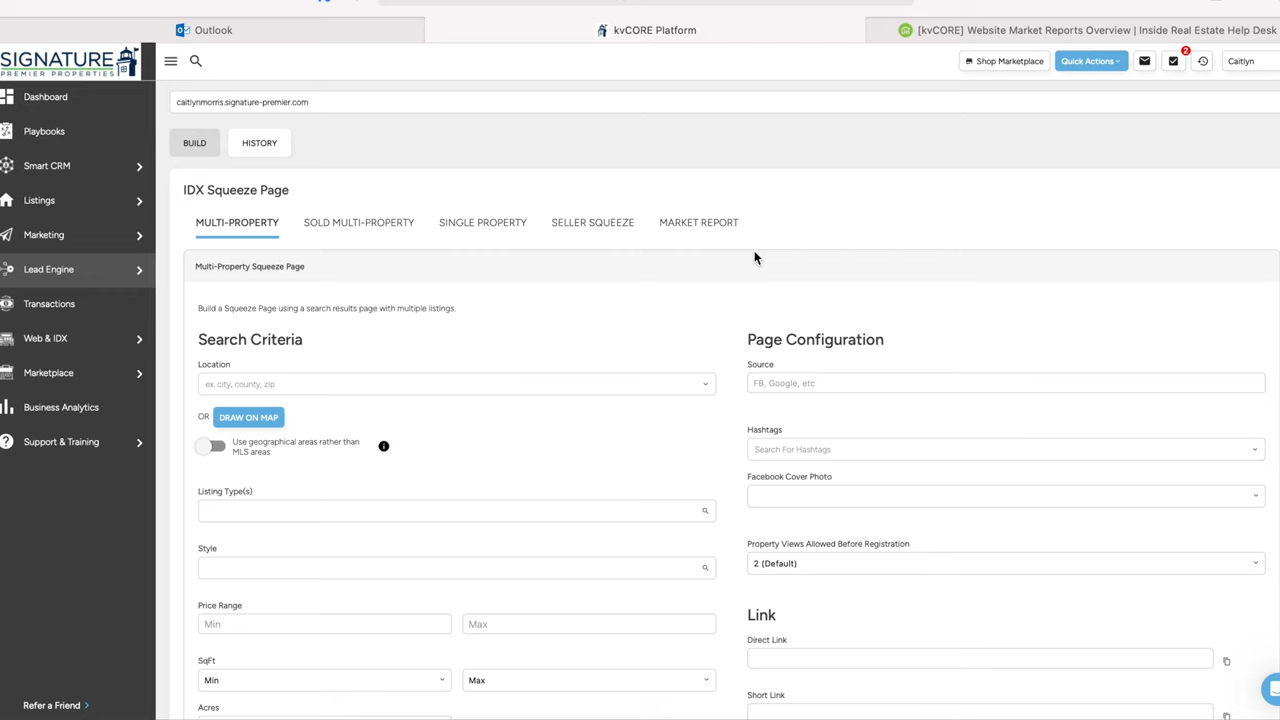 Outlook
kvCORE Platform
[kvCORE] Website Market Reports Overview | Inside Real Estate Help Desk
SIGNATURE
PREMIER PROPERTIES
Shop Marketplace
Quick Actions
2
Caitlyn
Dashboard
Playbooks
Smart CRM
Listings
Marketing
Lead Engine
Transactions
Web & IDX
Marketplace
Business Analytics
Support & Training
Refer a Friend
caitlynmorris.signature-premier.com
BUILD
HISTORY
IDX Squeeze Page
MULTI-PROPERTY
SOLD MULTI-PROPERTY
SINGLE PROPERTY
SELLER SQUEEZE
MARKET REPORT
Multi-Property Squeeze Page
Build a Squeeze Page using a search results page with multiple listings.
Search Criteria
Location
ex. city, county, zip
OR
DRAW ON MAP
Use geographical areas rather than
MLS areas
Listing Type(s)
Style
Price Range
Min
Max
SqFt
Min
Max
Acres
Page Configuration
Source
FB, Google, etc
Hashtags
Search For Hashtags
Facebook Cover Photo
Property Views Allowed Before Registration
2 (Default)
Link
Direct Link
Short Link